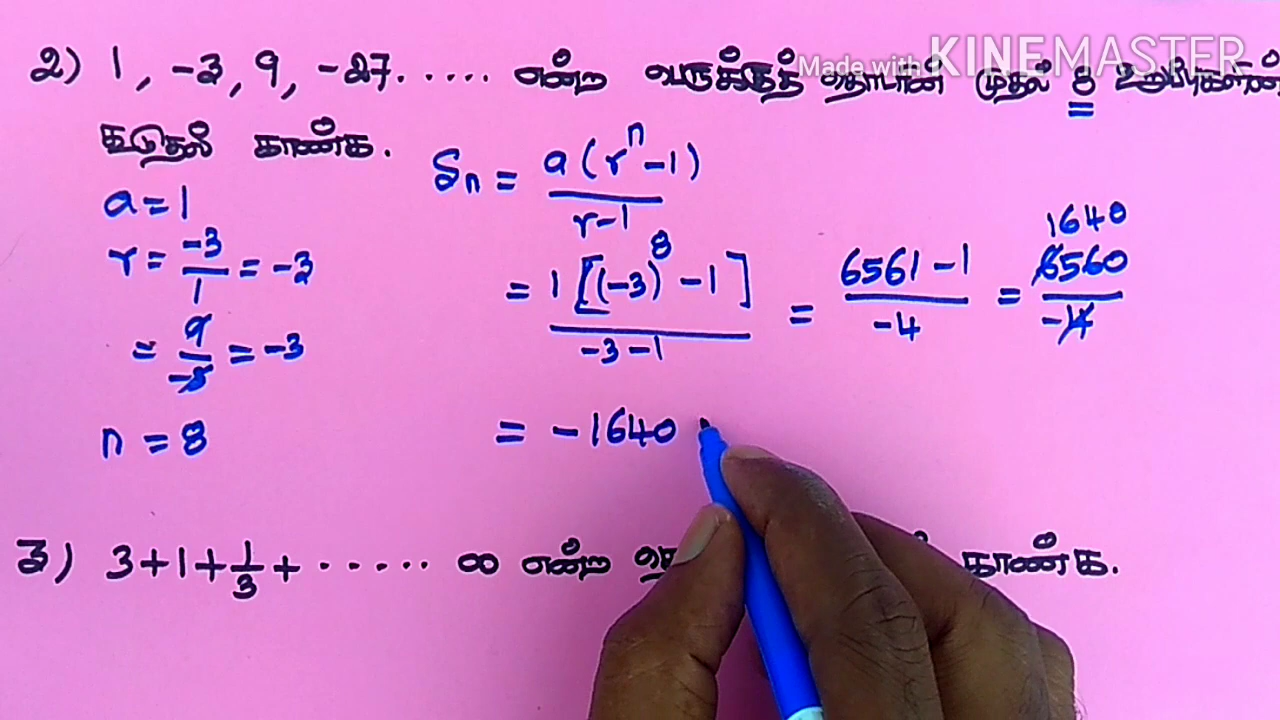 Made with KINEMASTER
2) 1, -3, 9, -27..... என்ற பெருக்குத் தொடரின் முதல் 8 உறுப்புகளின்
கூடுதல் காண்க.
a = 1
r = -3/1 = -3
= 9/-3 = -3
n = 8
Sn = a(r^n - 1)/r-1
= 1[(-3)^8 - 1]/-3-1 = 6561-1/-4 = 1640 6560/-4
= -1640
3) 3+1+1/3+...... ∞ என்ற காண்க.